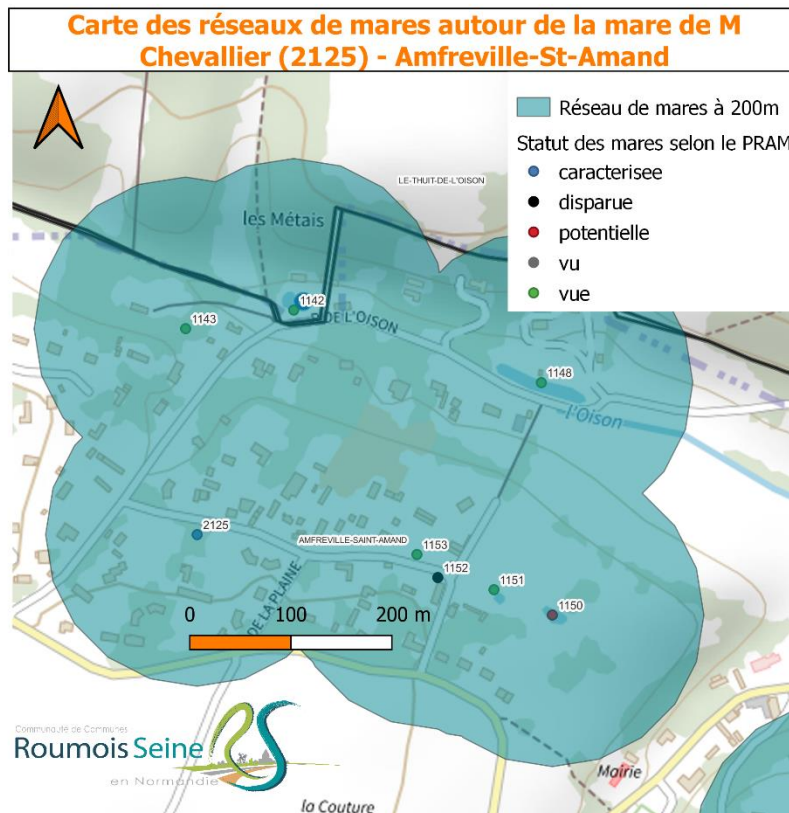 Carte des réseaux de mares autour de la mare de M
Chevallier (2125) - Amfreville-St-Amand
Réseau de mares à 200m
Statut des mares selon le PRAM
caracterisee
disparue
potentielle
vu
vue
LE-THUIT-DE-L'OISON
les Métais
1142
DE L'OISON
1143
1148
l'Oison
2125
AMFREVILLE-SAINT-AMAND
1153
1152
1151
1150
DE LA PLAINE
0 100 200 m
Communauté de Communes
Roumois Seine
en Normandie
Mairie
la Couture